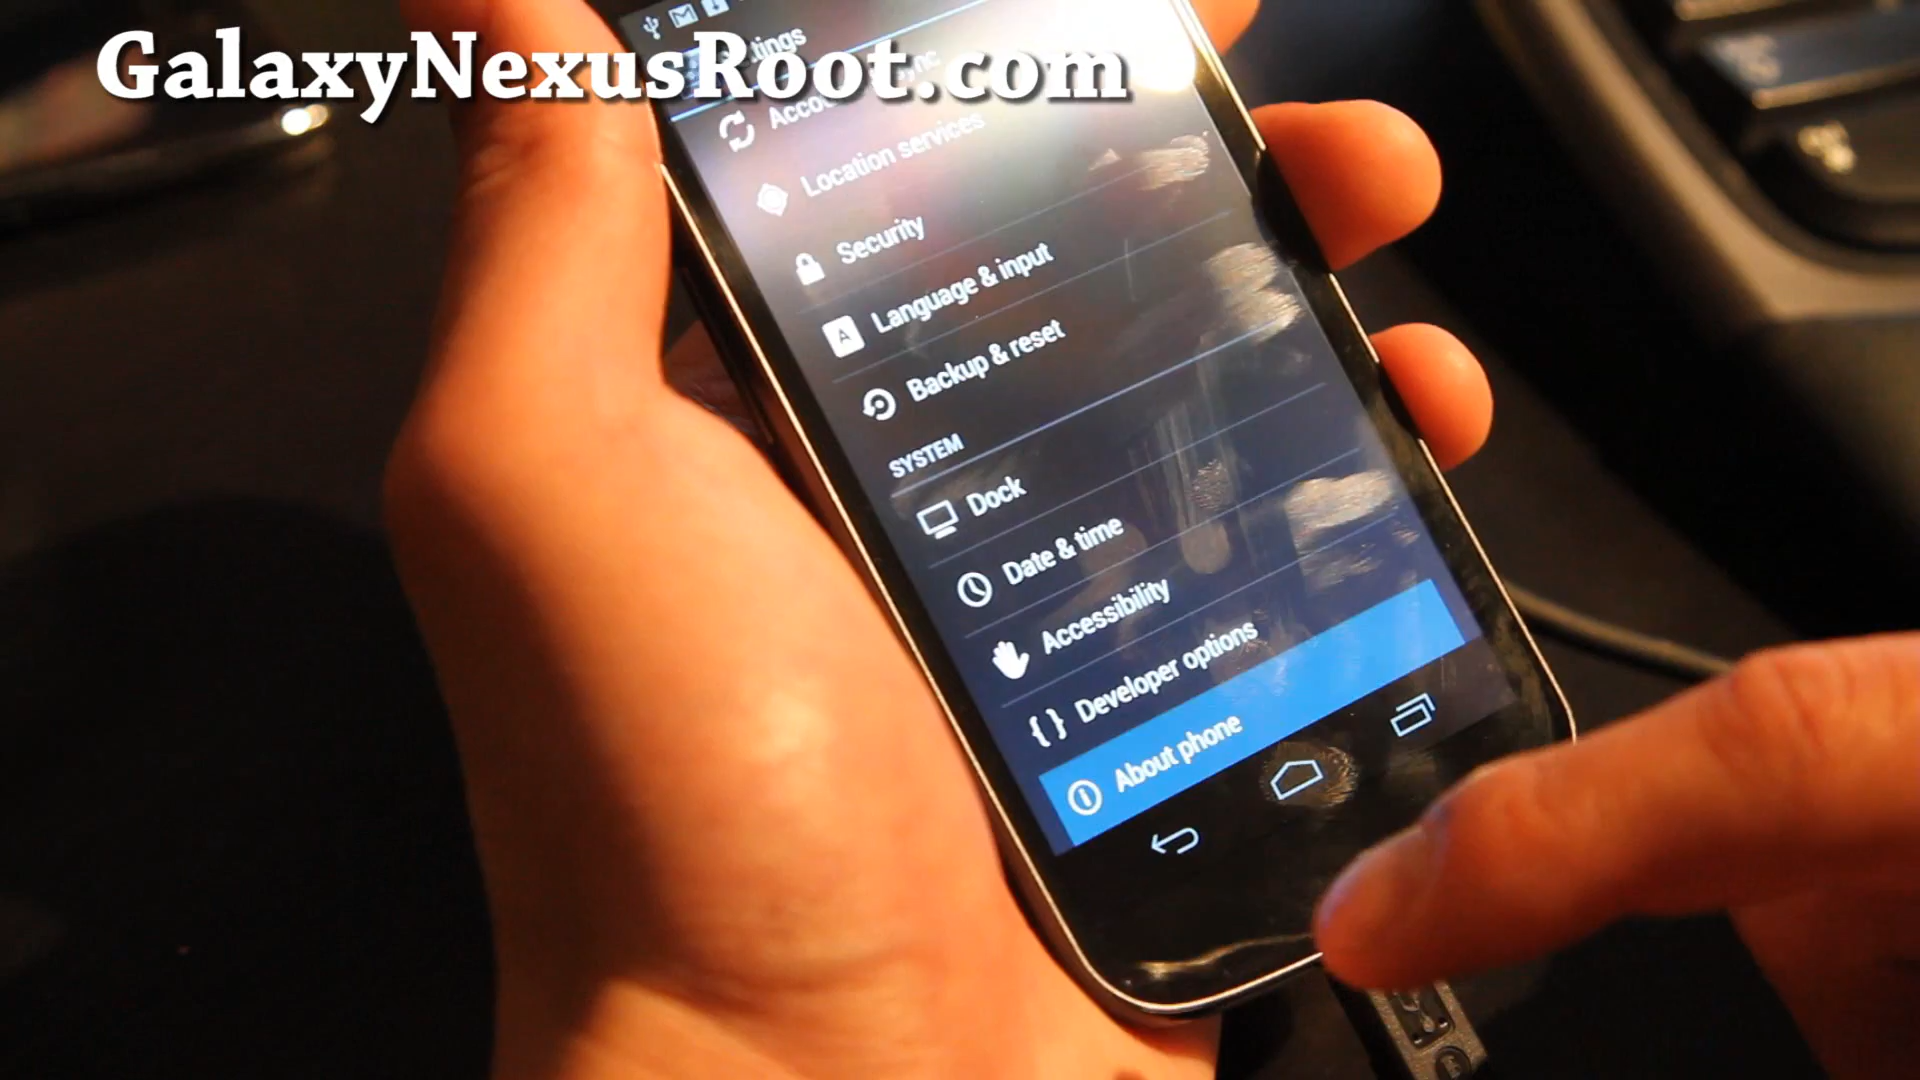 GalaxyNexusRoot.com
Location services
Security
A
Language & input
Backup & reset
SYSTEM
Dock
Date & time
Accessibility
{ } Developer options
About phone